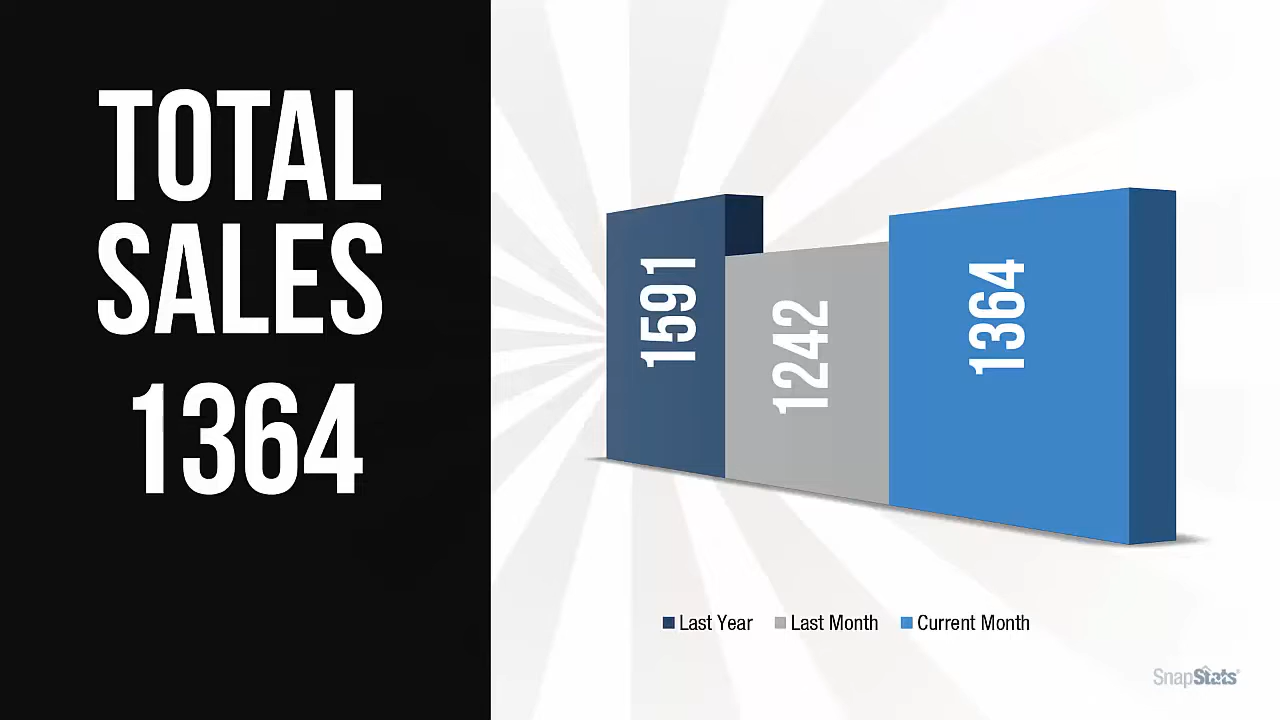 TOTAL
SALES
1364
1591
1242
1364
Last Year Last Month Current Month
SnapStats®